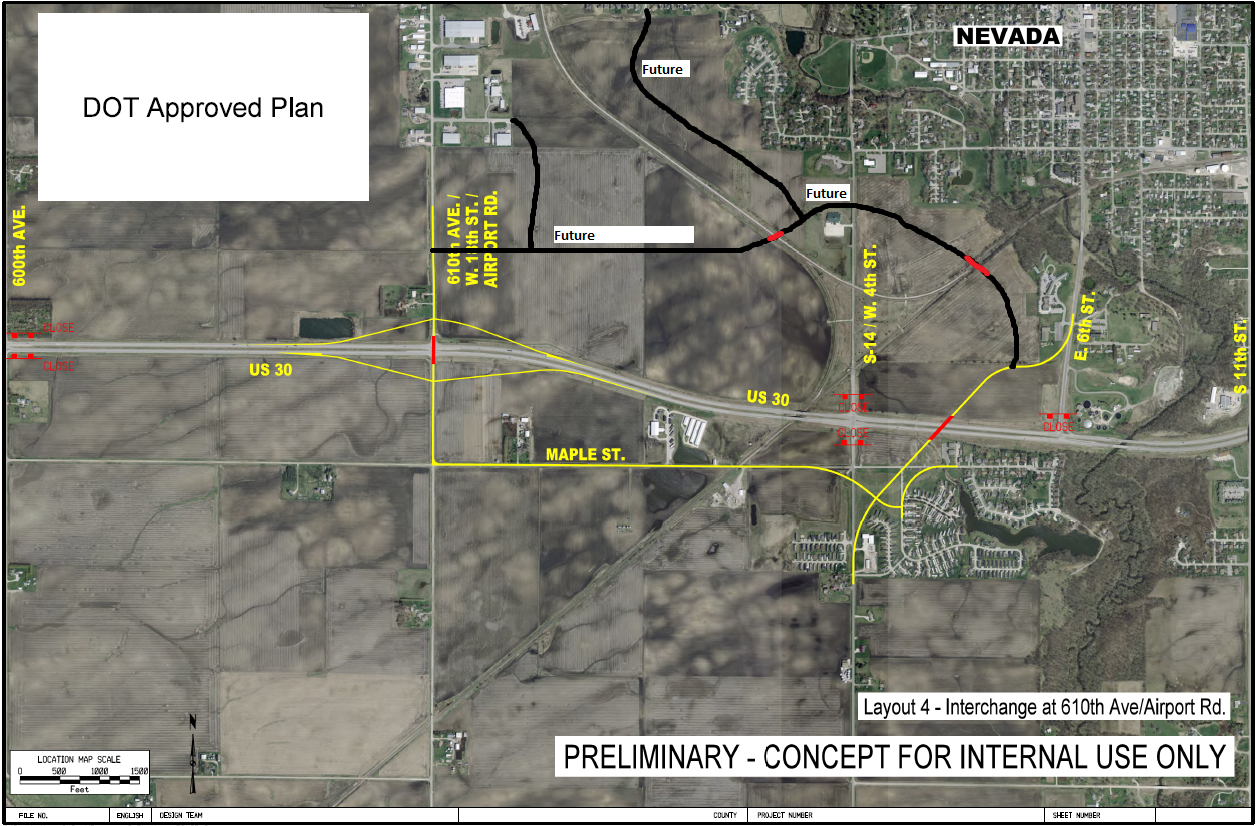 DOT Approved Plan
NEVADA
Future
Future
Future
600th AVE.
610th AVE. /
W. 18th ST. /
AIRPORT RD.
S-14 / W. 4th ST.
E. 6th ST.
S 11th ST.
CLOSE
CLOSE
US 30
US 30
CLOSE
CLOSE
CLOSE
MAPLE ST.
Layout 4 - Interchange at 610th Ave/Airport Rd.
PRELIMINARY - CONCEPT FOR INTERNAL USE ONLY
N
LOCATION MAP SCALE
0 500 1000 1500
Feet
FILE NO. ENGLISH DESIGN TEAM COUNTY PROJECT NUMBER SHEET NUMBER